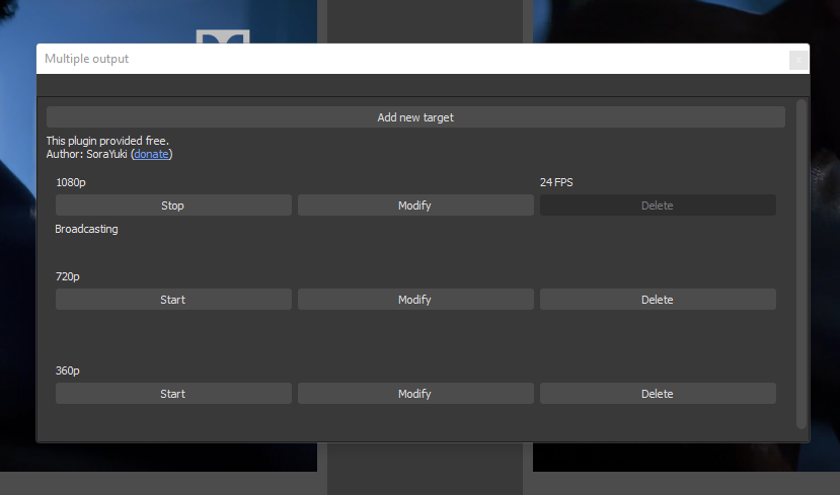 Multiple output
Add new target
This plugin provided free.
Author: SoraYuki (donate)
1080p 24 FPS
Stop Modify Delete
Broadcasting
720p
Start Modify Delete
360p
Start Modify Delete